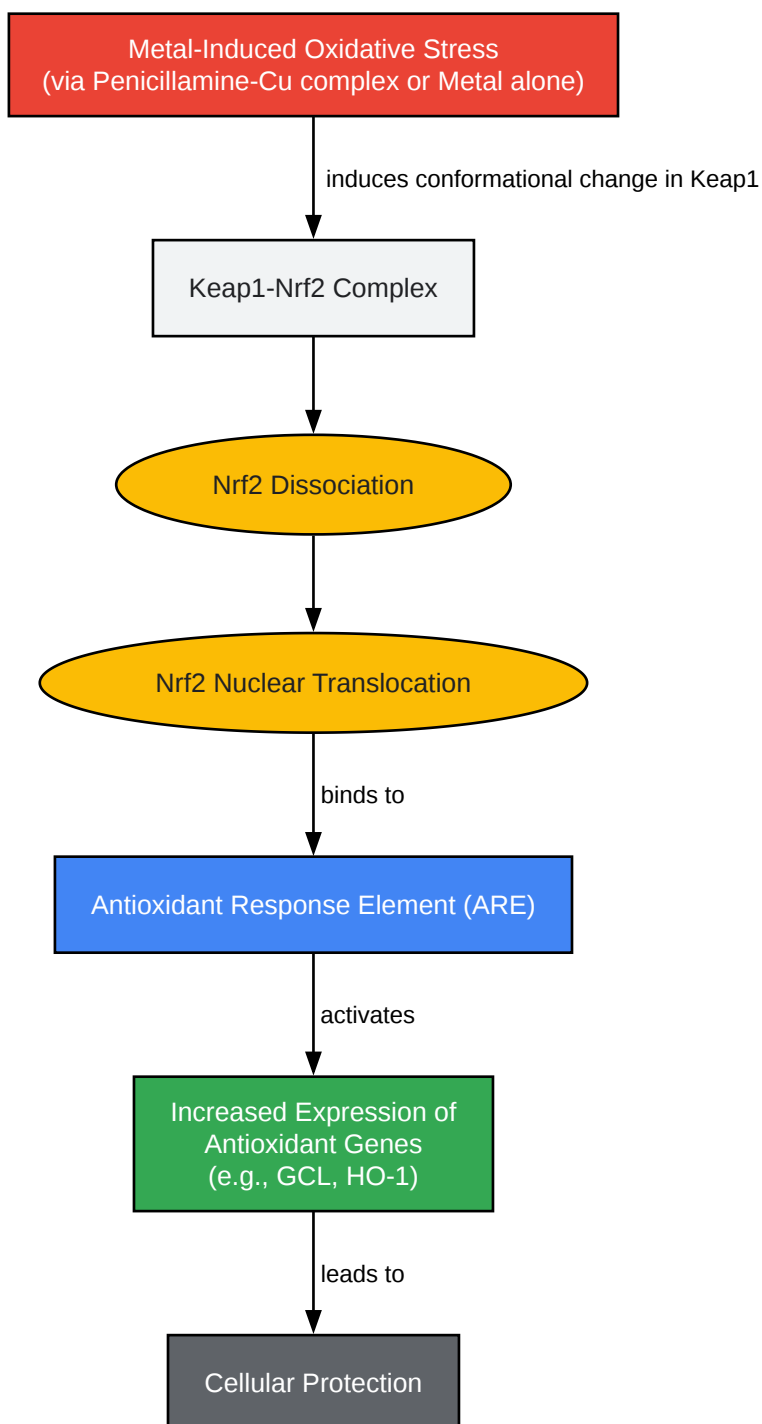 Metal-Induced Oxidative Stress
(via Penicillamine-Cu complex or Metal alone)
induces conformational change in Keap1
Keap1-Nrf2 Complex
Nrf2 Dissociation
Nrf2 Nuclear Translocation
binds to
Antioxidant Response Element (ARE)
activates
Increased Expression of
Antioxidant Genes
(e.g., GCL, HO-1)
leads to
Cellular Protection